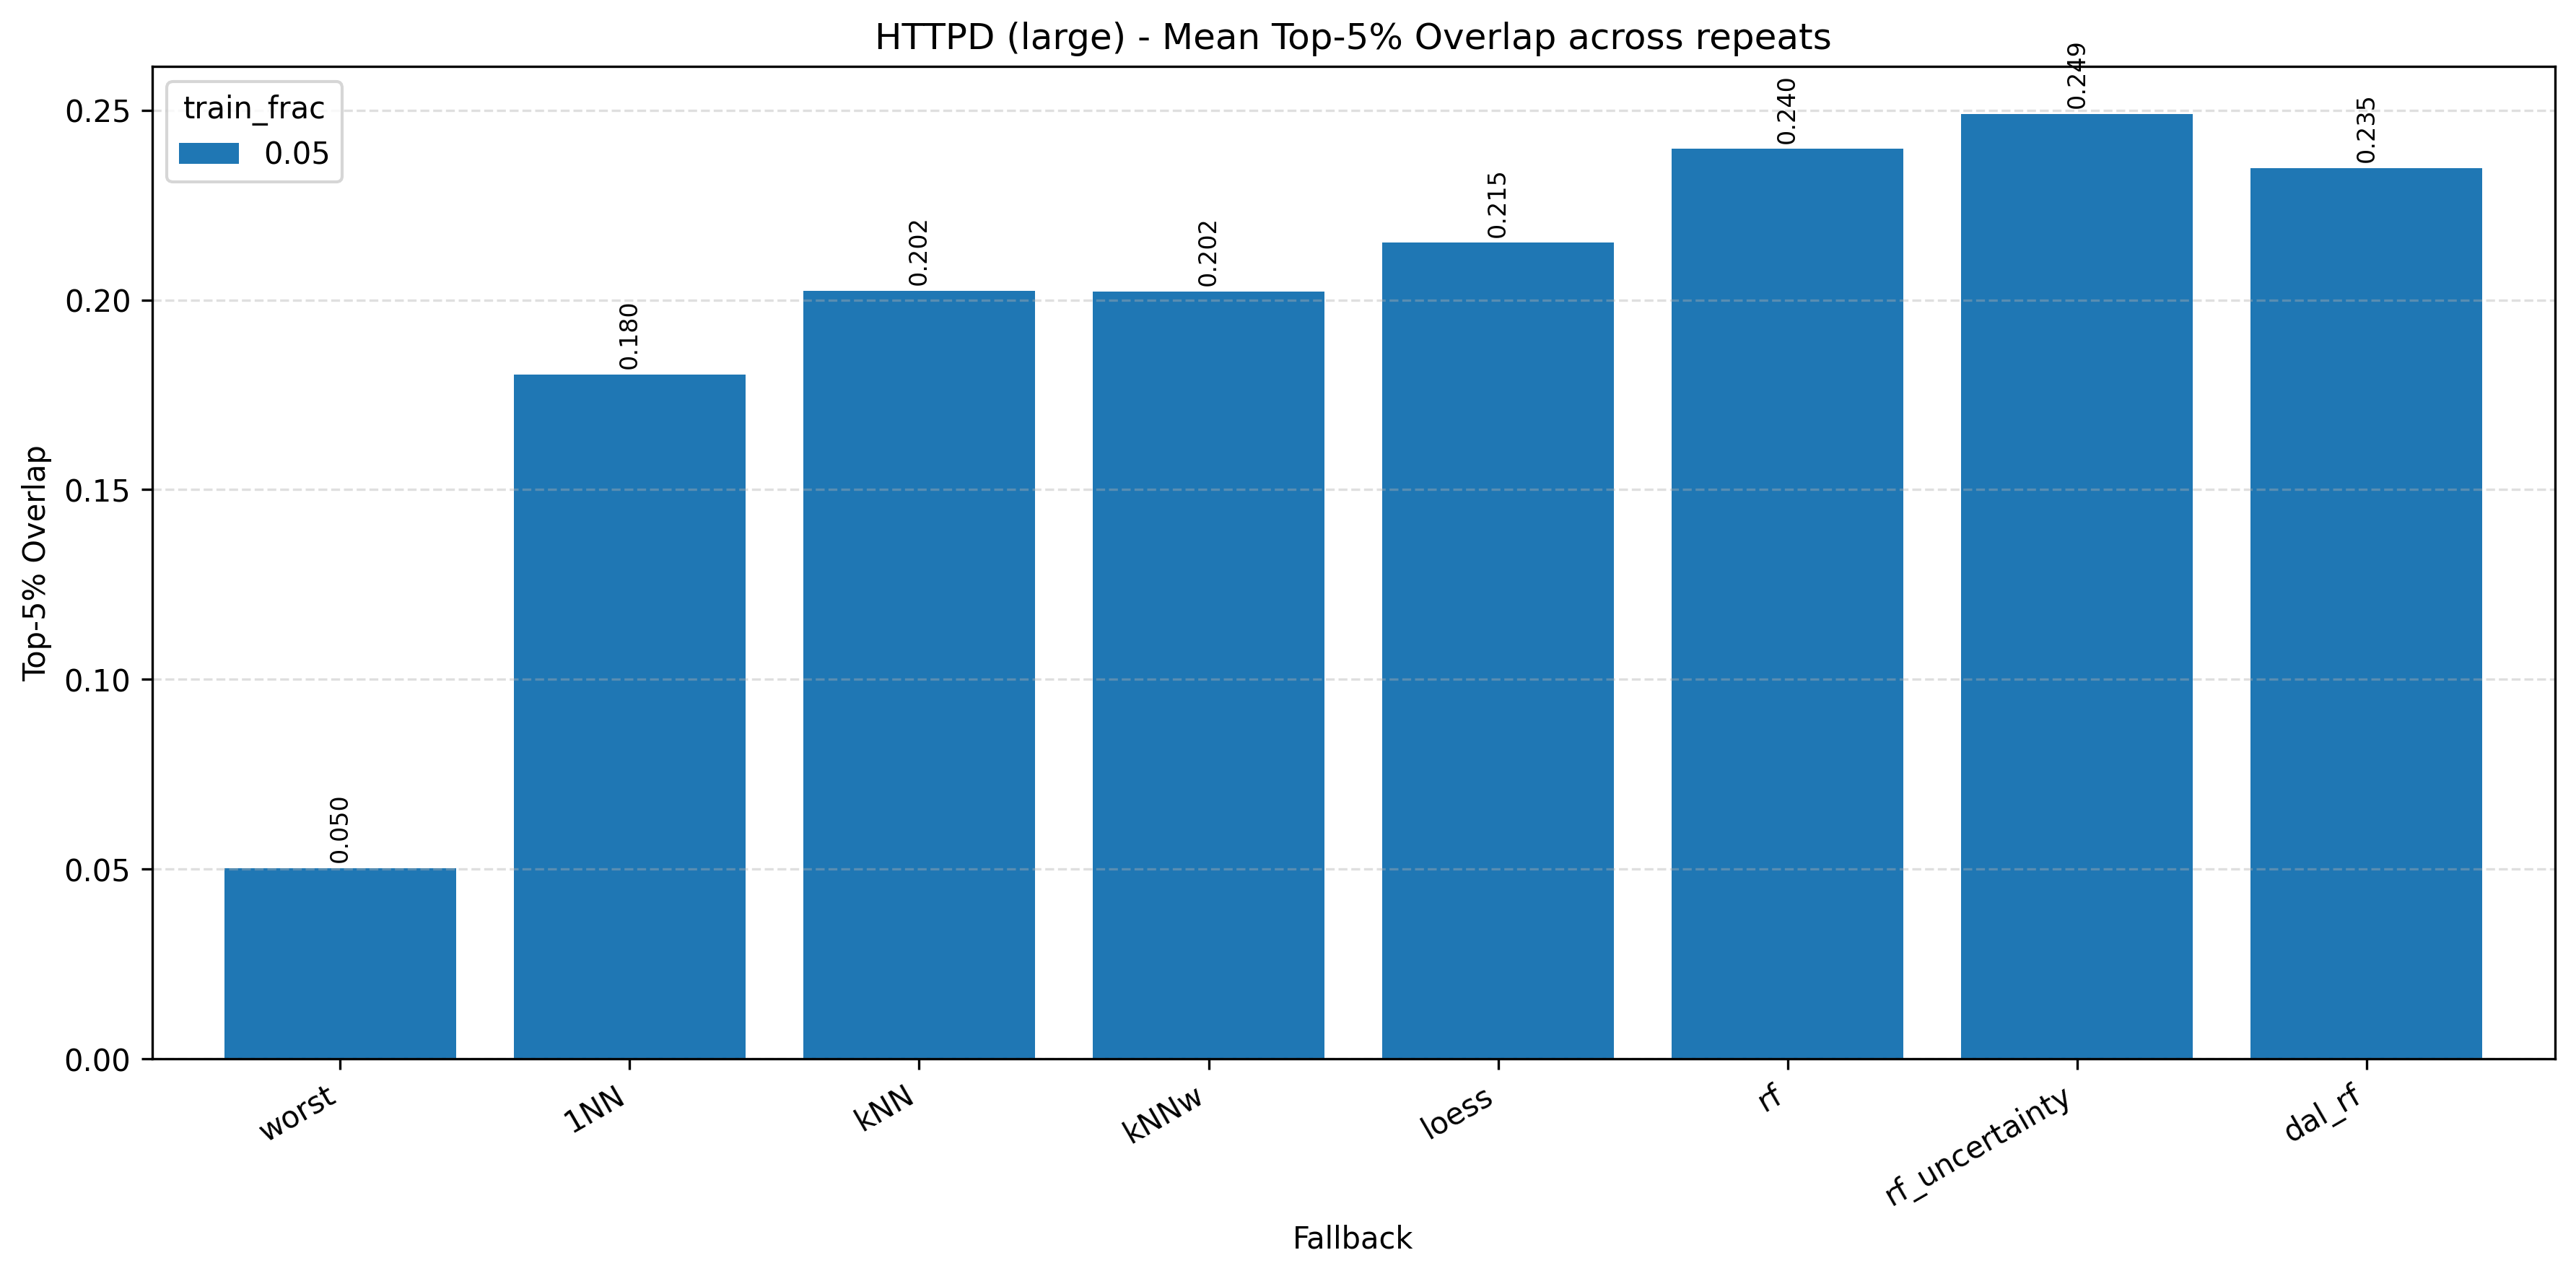 HTTPD (large) - Mean Top-5% Overlap across repeats
train_frac
0.05
Top-5% Overlap
0.25
0.20
0.15
0.10
0.05
0.00
0.050
0.180
0.202
0.202
0.215
0.240
0.249
0.235
worst
1NN
kNN
kNNw
loess
rf
rf_uncertainty
dal_rf
Fallback